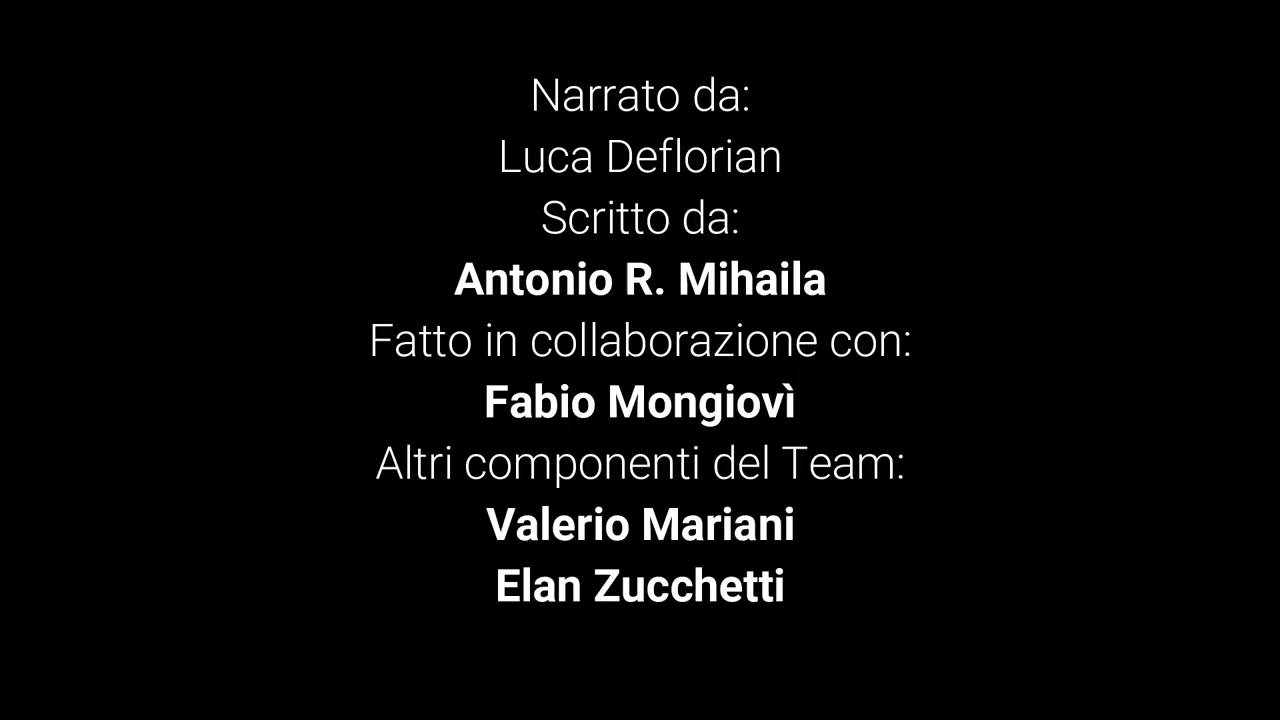 Narrato da:
Luca Deflorian
Scritto da:
Antonio R. Mihaila
Fatto in collaborazione con:
Fabio Mongiovì
Altri componenti del Team:
Valerio Mariani
Elan Zucchetti